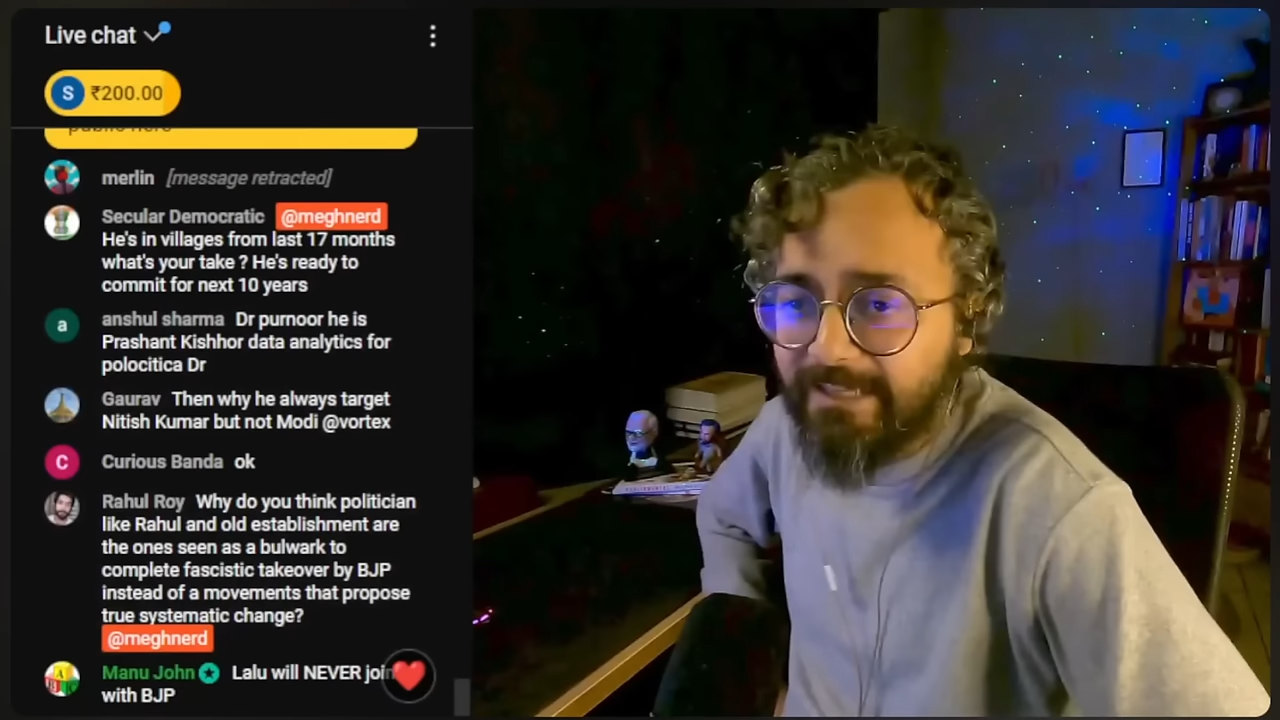 Live chat
S ₹200.00
merlin [message retracted]
Secular Democratic @meghnerd
He's in villages from last 17 months
what's your take ? He's ready to
commit for next 10 years
a anshul sharma Dr purnoor he is
Prashant Kishhor data analytics for
polocitica Dr
Gaurav Then why he always target
Nitish Kumar but not Modi @vortex
C Curious Banda ok
Rahul Roy Why do you think politician
like Rahul and old establishment are
the ones seen as a bulwark to
complete fascistic takeover by BJP
instead of a movements that propose
true systematic change?
@meghnerd
Manu John Lalu will NEVER join
with BJP